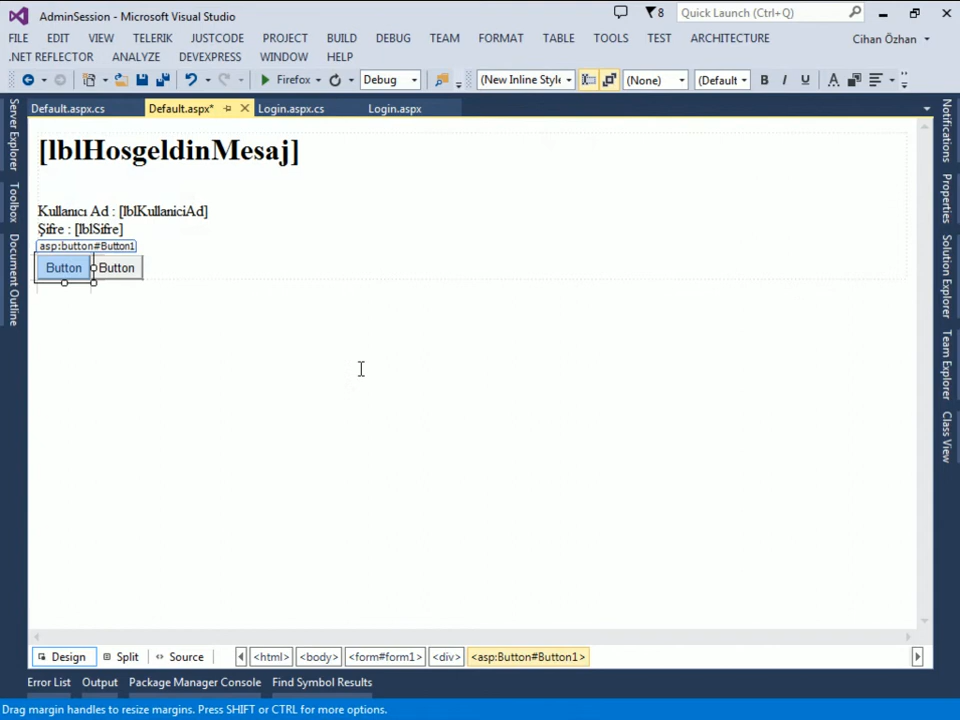 AdminSession - Microsoft Visual Studio
8
Quick Launch (Ctrl+Q)
FILE EDIT VIEW TELERIK JUSTCODE PROJECT BUILD DEBUG TEAM FORMAT TABLE TOOLS TEST ARCHITECTURE Cihan Özhan
.NET REFLECTOR ANALYZE DEVEXPRESS WINDOW HELP
Firefox Debug (New Inline Style (None) (Default B I U A
Default.aspx.cs Default.aspx* Login.aspx.cs Login.aspx
Server Explorer
Toolbox
Document Outline
[lblHosgeldinMesaj]
Kullanıcı Ad : [lblKullaniciAd]
Şifre : [lblSifre]
asp:button#Button1
Button Button
Notifications
Properties
Solution Explorer
Team Explorer
Class View
Design Split Source <html> <body> <form#form1> <div> <asp:Button#Button1>
Error List Output Package Manager Console Find Symbol Results
Drag margin handles to resize margins. Press SHIFT or CTRL for more options.